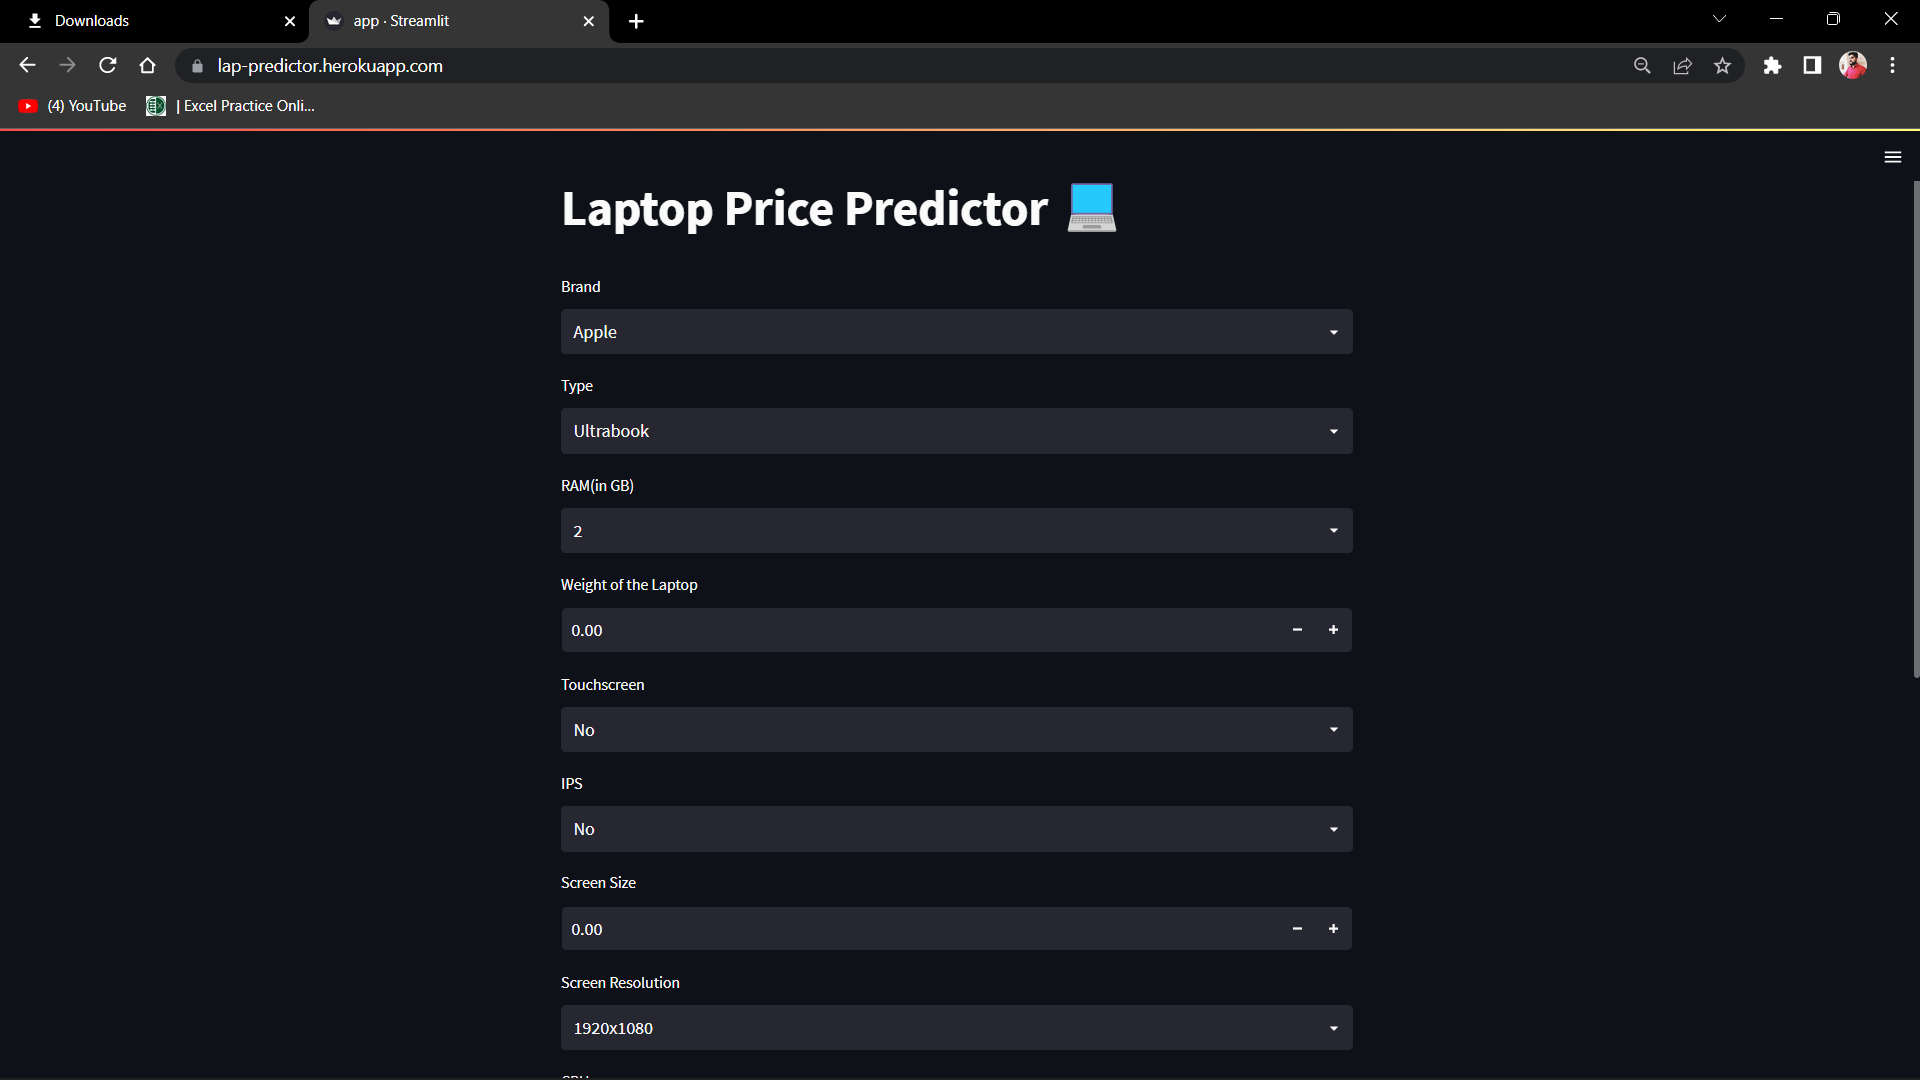 Downloads
app · Streamlit
lap-predictor.herokuapp.com
(4) YouTube
| Excel Practice Onli...
Laptop Price Predictor
Brand
Apple
Type
Ultrabook
RAM(in GB)
2
Weight of the Laptop
0.00
Touchscreen
No
IPS
No
Screen Size
0.00
Screen Resolution
1920x1080